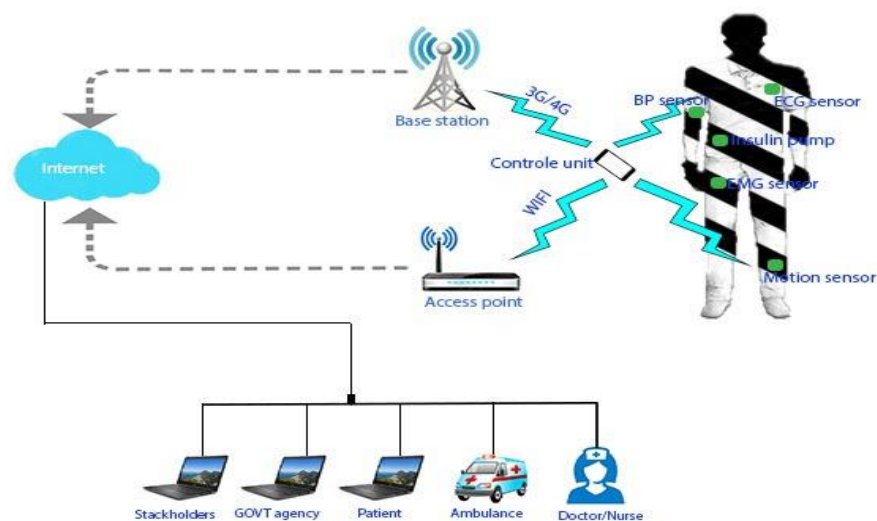 3G/4G
BP sensor
ECG sensor
Base station
Insulin pump
Internet
Controle unit
EMG sensor
WIFI
Motion sensor
Access point
Stackholders
GOVT agency
Patient
Ambulance
Doctor/Nurse